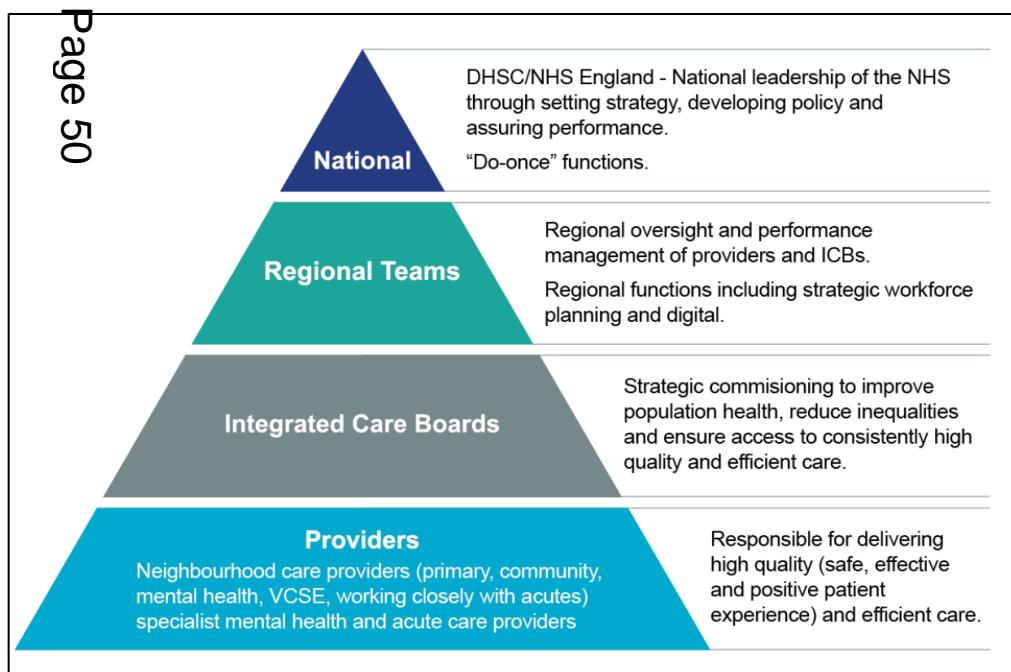 Page 50
National
DHSC/NHS England - National leadership of the NHS
through setting strategy, developing policy and
assuring performance.
“Do-once” functions.
Regional Teams
Regional oversight and performance
management of providers and ICBs.
Regional functions including strategic workforce
planning and digital.
Integrated Care Boards
Strategic commisioning to improve
population health, reduce inequalities
and ensure access to consistently high
quality and efficient care.
Providers
Neighbourhood care providers (primary, community,
mental health, VCSE, working closely with acutes)
specialist mental health and acute care providers
Responsible for delivering
high quality (safe, effective
and positive patient
experience) and efficient care.